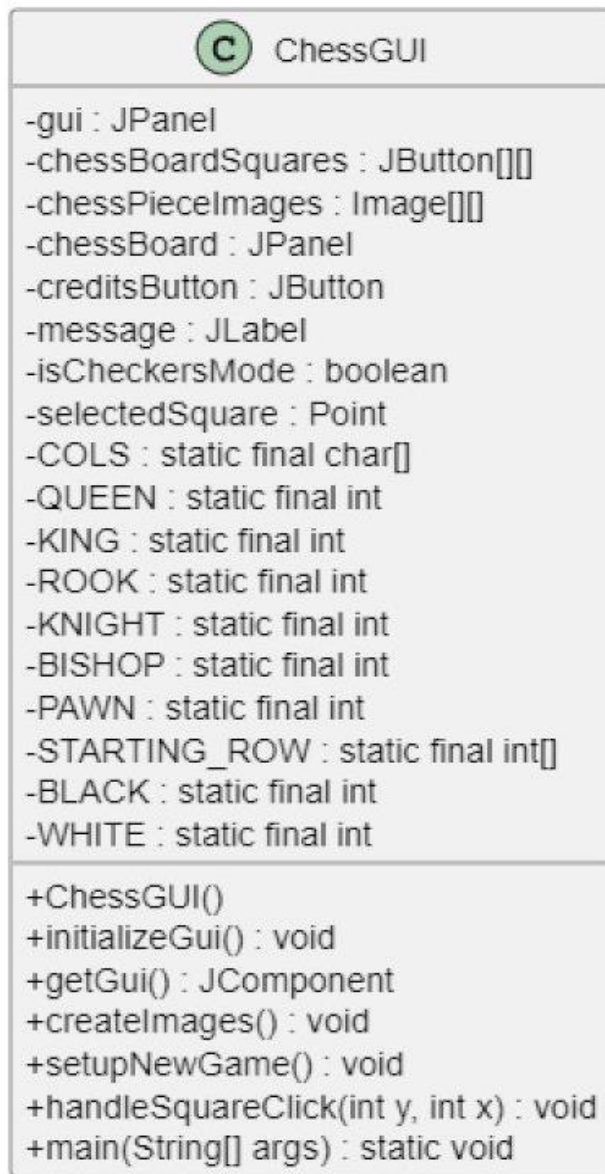 C ChessGUI
-gui : JPanel
-chessBoardSquares : JButton[][]
-chessPieceImages : Image[][]
-chessBoard : JPanel
-creditsButton : JButton
-message : JLabel
-isCheckersMode : boolean
-selectedSquare : Point
-COLS : static final char[]
-QUEEN : static final int
-KING : static final int
-ROOK : static final int
-KNIGHT : static final int
-BISHOP : static final int
-PAWN : static final int
-STARTING_ROW : static final int[]
-BLACK : static final int
-WHITE : static final int
+ChessGUI()
+initializeGui() : void
+getGui() : JComponent
+createImages() : void
+setupNewGame() : void
+handleSquareClick(int y, int x) : void
+main(String[] args) : static void